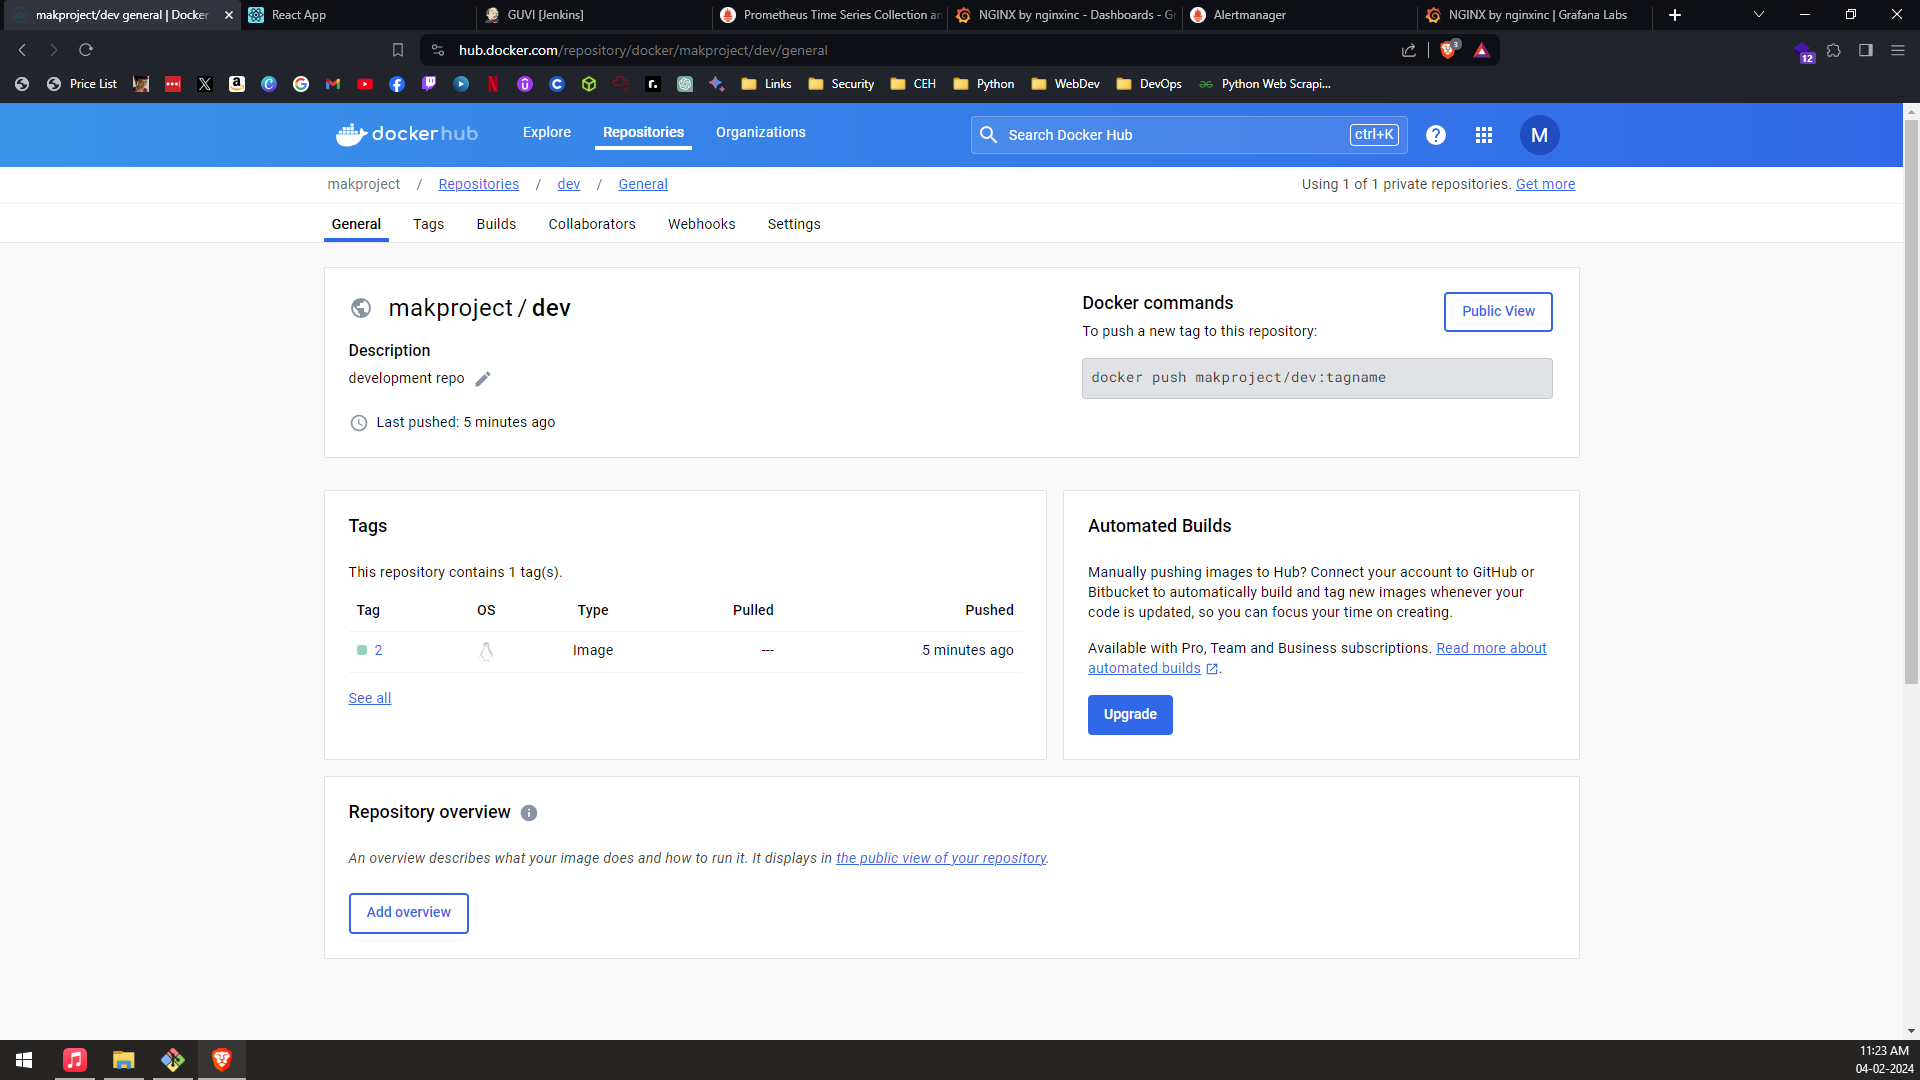 makproject/dev general | Docker
React App
GUVI [Jenkins]
Prometheus Time Series Collection an
NGINX by nginxinc - Dashboards - Gr
Alertmanager
NGINX by nginxinc | Grafana Labs
hub.docker.com/repository/docker/makproject/dev/general
3
12
Price List
Links
Security
CEH
Python
WebDev
DevOps
Python Web Scrapi...
docker hub
Explore
Repositories
Organizations
Search Docker Hub
ctrl+K
?
M
makproject / Repositories / dev / General
Using 1 of 1 private repositories. Get more
General
Tags
Builds
Collaborators
Webhooks
Settings
makproject / dev
Description
development repo
Last pushed: 5 minutes ago
Docker commands
Public View
To push a new tag to this repository:
docker push makproject/dev:tagname
Tags
This repository contains 1 tag(s).
Tag OS Type Pulled Pushed
2 Image --- 5 minutes ago
See all
Automated Builds
Manually pushing images to Hub? Connect your account to GitHub or
Bitbucket to automatically build and tag new images whenever your
code is updated, so you can focus your time on creating.
Available with Pro, Team and Business subscriptions. Read more about
automated builds .
Upgrade
Repository overview
An overview describes what your image does and how to run it. It displays in the public view of your repository.
Add overview
11:23 AM
04-02-2024